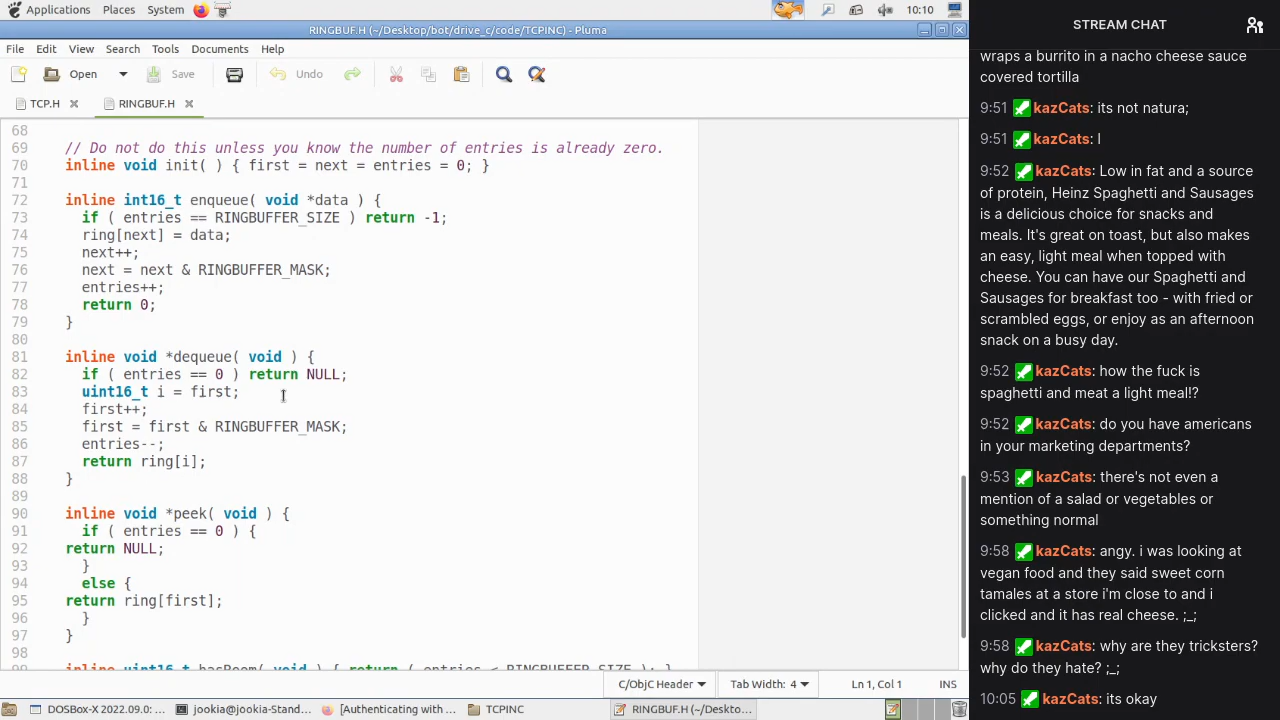 Applications Places System 10:10
RINGBUF.H (~/Desktop/bot/drive_c/code/TCPINC) - Pluma
File Edit View Search Tools Documents Help
Open Save Undo
TCP.H RINGBUF.H
68
69 // Do not do this unless you know the number of entries is already zero.
70 inline void init( ) { first = next = entries = 0; }
71
72 inline int16_t enqueue( void *data ) {
73 if ( entries == RINGBUFFER_SIZE ) return -1;
74 ring[next] = data;
75 next++;
76 next = next & RINGBUFFER_MASK;
77 entries++;
78 return 0;
79 }
80
81 inline void *dequeue( void ) {
82 if ( entries == 0 ) return NULL;
83 uint16_t i = first;
84 first++;
85 first = first & RINGBUFFER_MASK;
86 entries--;
87 return ring[i];
88 }
89
90 inline void *peek( void ) {
91 if ( entries == 0 ) {
92 return NULL;
93 }
94 else {
95 return ring[first];
96 }
97 }
98
99 inline uint16_t hasRoom( void ) { return ( entries < RINGBUFFER_SIZE ); }
C/ObjC Header Tab Width: 4 Ln 1, Col 1 INS
DOSBox-X 2022.09.0: ... jookia@jookia-Stand... [Authenticating with ... TCPINC RINGBUF.H (~/Deskto...
STREAM CHAT
wraps a burrito in a nacho cheese sauce
covered tortilla
9:51 kazCats: its not natura;
9:51 kazCats: l
9:52 kazCats: Low in fat and a source
of protein, Heinz Spaghetti and Sausages
is a delicious choice for snacks and
meals. It's great on toast, but also makes
an easy, light meal when topped with
cheese. You can have our Spaghetti and
Sausages for breakfast too - with fried or
scrambled eggs, or enjoy as an afternoon
snack on a busy day.
9:52 kazCats: how the fuck is
spaghetti and meat a light meal!?
9:52 kazCats: do you have americans
in your marketing departments?
9:53 kazCats: there's not even a
mention of a salad or vegetables or
something normal
9:58 kazCats: angy. i was looking at
vegan food and they said sweet corn
tamales at a store i'm close to and i
clicked and it has real cheese. ;_;
9:58 kazCats: why are they tricksters?
why do they hate? ;_;
10:05 kazCats: its okay